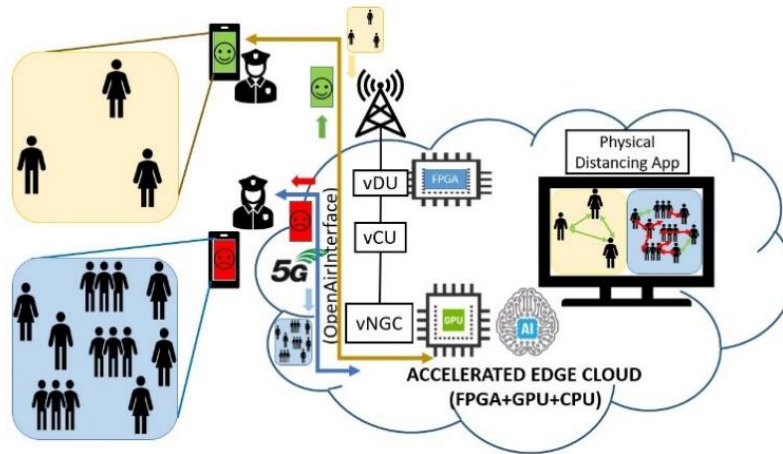 Physical
Distancing App
FPGA
vDU
vCU
(OpenAirInterface)
5G
vNGC
GPU
AI
ACCELERATED EDGE CLOUD
(FPGA+GPU+CPU)